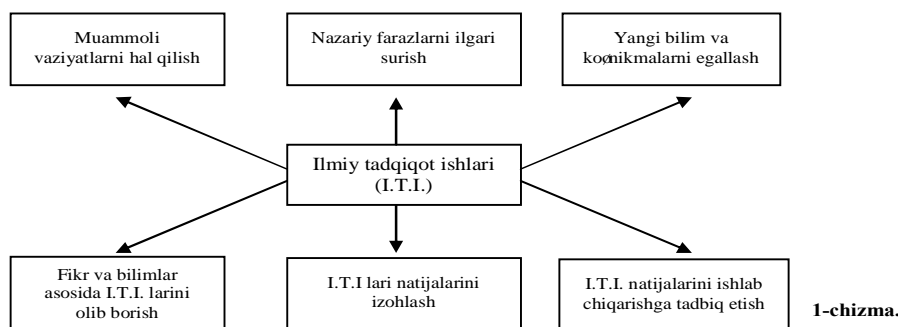 Muammoli
vaziyatlarni hal qilish
Nazariy farazlarni ilgari
surish
Yangi bilim va
koønikmalarni egallash
Ilmiy tadqiqot ishlari
(I.T.I.)
Fikr va bilimlar
asosida I.T.I. larini
olib borish
I.T.I lari natijalarini
izohlash
I.T.I. natijalarini ishlab
chiqarishga tadbiq etish
1-chizma.